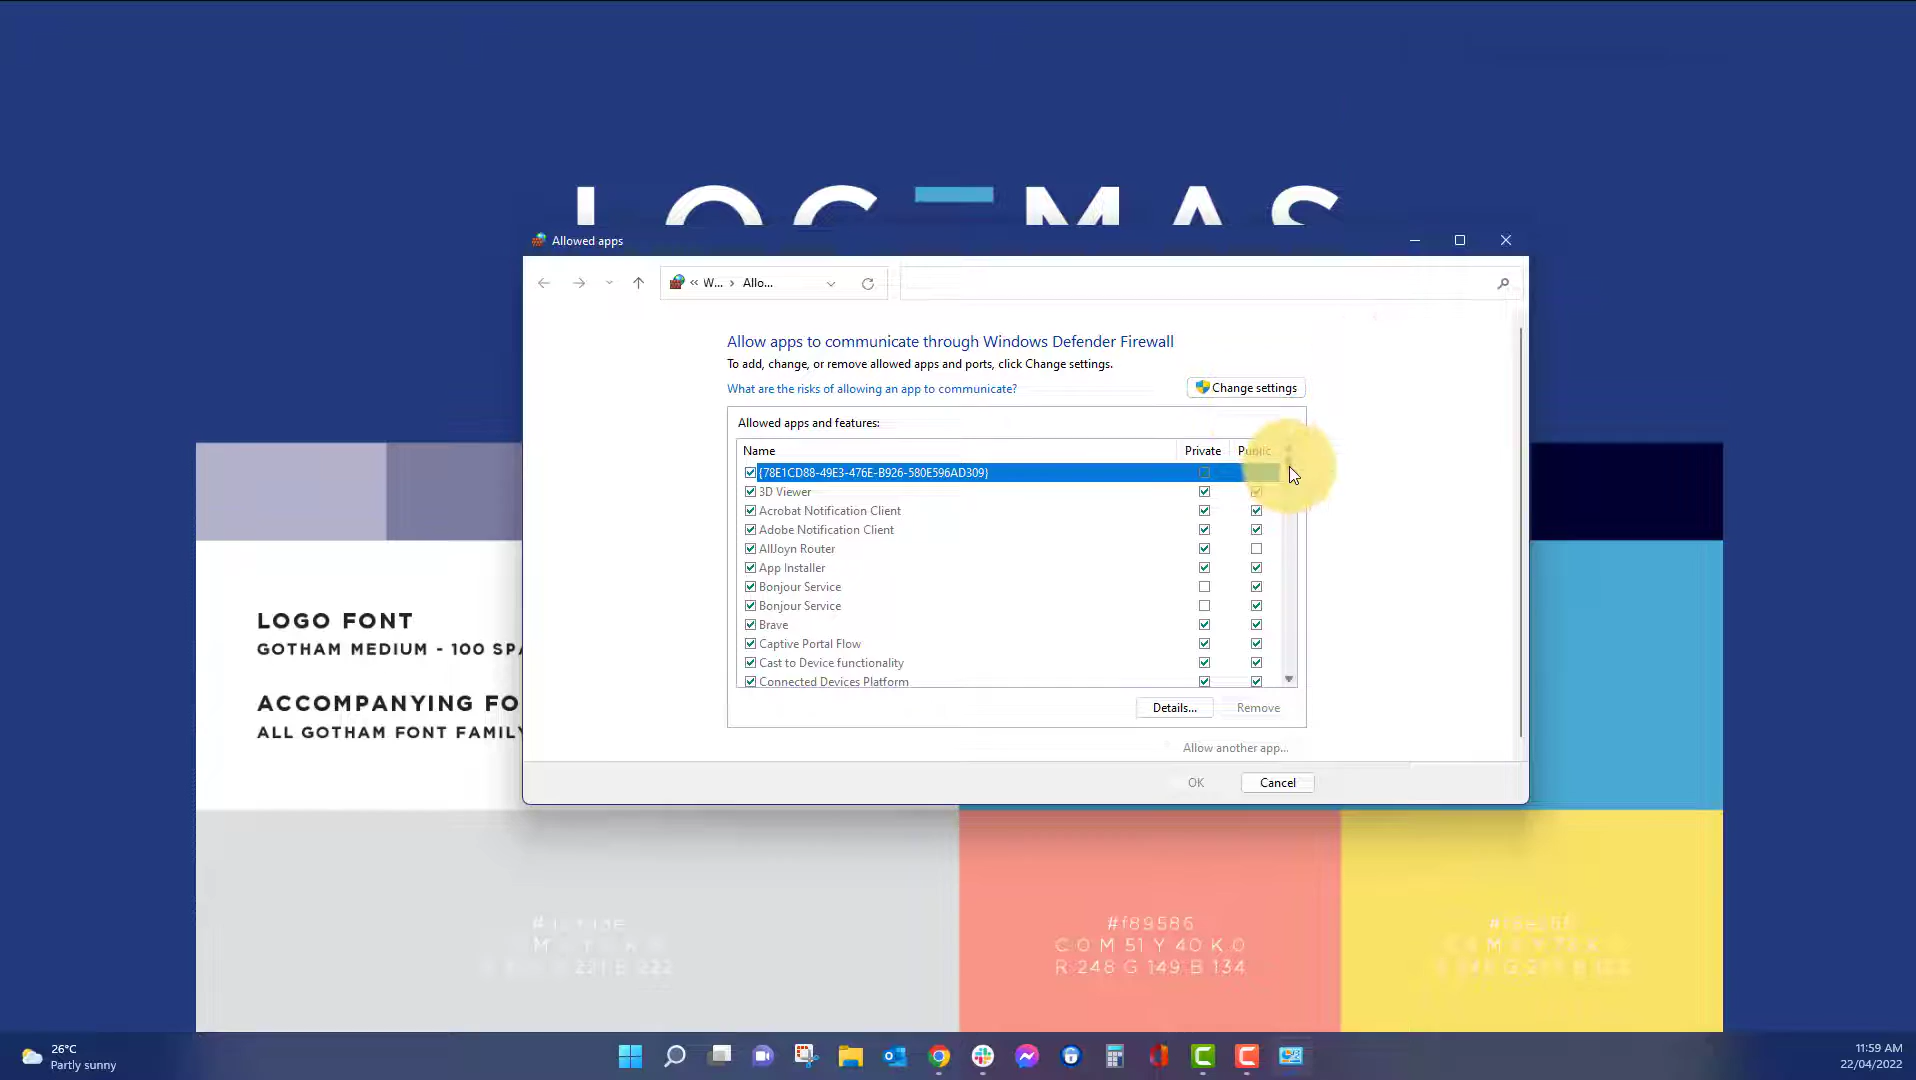 Allowed apps
« W... › Allo...
Allow apps to communicate through Windows Defender Firewall
To add, change, or remove allowed apps and ports, click Change settings.
What are the risks of allowing an app to communicate?
Change settings
Allowed apps and features:
Name Private Public
{78E1CD88-49E3-476E-B926-580E596AD309}
3D Viewer
Acrobat Notification Client
Adobe Notification Client
AllJoyn Router
App Installer
Bonjour Service
Bonjour Service
Brave
Captive Portal Flow
Cast to Device functionality
Connected Devices Platform
Details... Remove
Allow another app...
OK Cancel
LOGO FONT
GOTHAM MEDIUM - 100
ACCOMPANYING
ALL GOTHAM FONT
#f89586
C 0 M 51 Y 40 K 0
R 248 G 149 B 134
26°C
Partly sunny
11:59 AM
22/04/2022